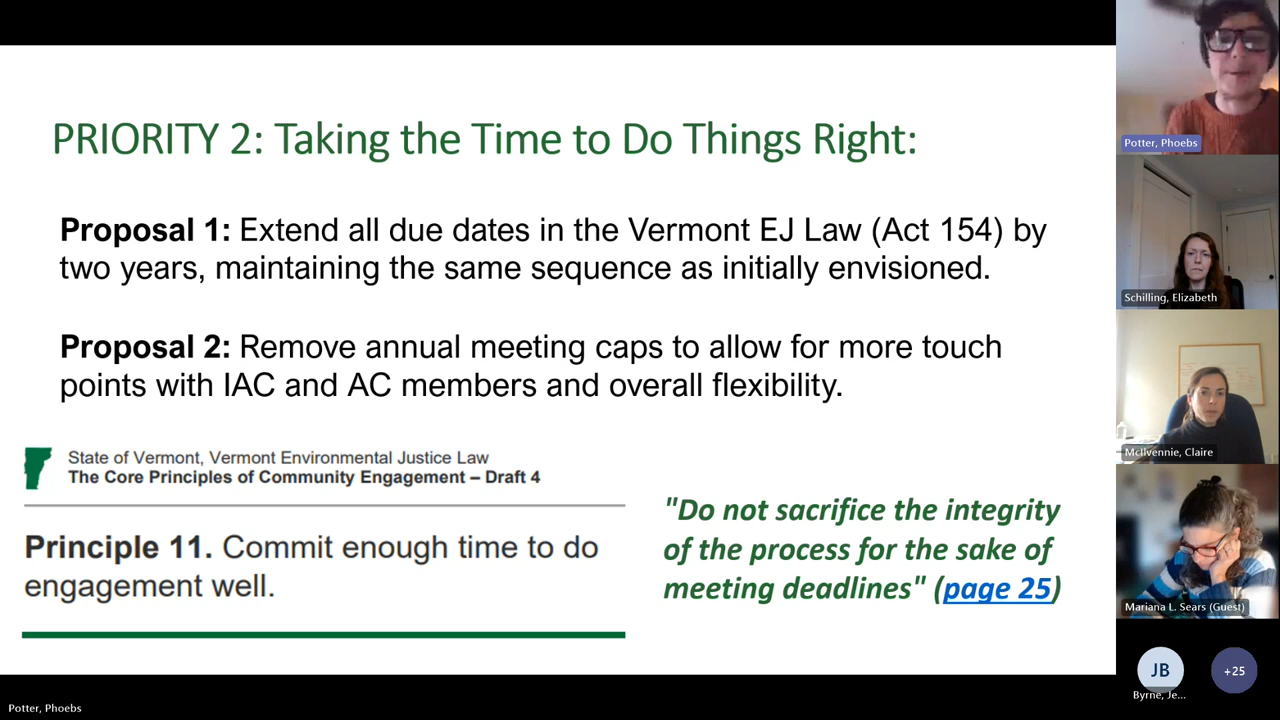 PRIORITY 2: Taking the Time to Do Things Right:
Proposal 1: Extend all due dates in the Vermont EJ Law (Act 154) by
two years, maintaining the same sequence as initially envisioned.
Proposal 2: Remove annual meeting caps to allow for more touch
points with IAC and AC members and overall flexibility.
State of Vermont, Vermont Environmental Justice Law
The Core Principles of Community Engagement – Draft 4
Principle 11. Commit enough time to do
engagement well.
"Do not sacrifice the integrity
of the process for the sake of
meeting deadlines" (page 25)
Potter, Phoebs
Schilling, Elizabeth
McIlvennie, Claire
Mariana L. Sears (Guest)
JB
Byrne, Je...
+25
Potter, Phoebs